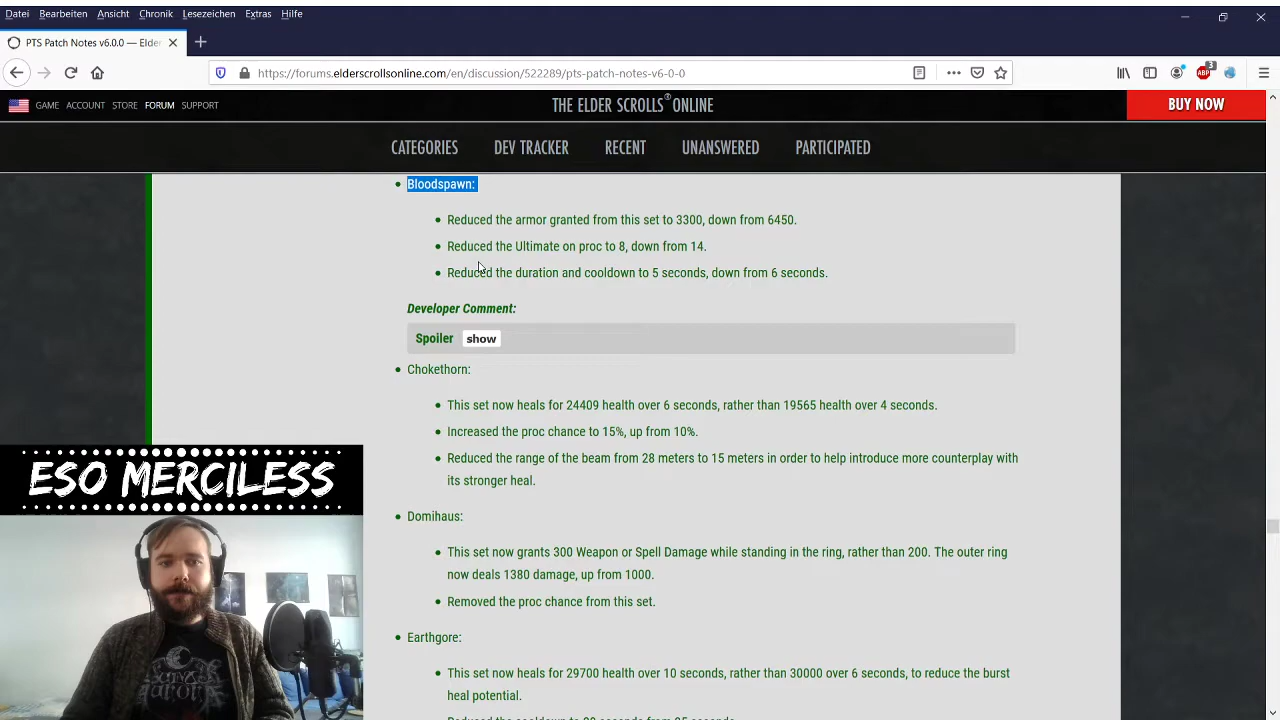 Datei Bearbeiten Ansicht Chronik Lesezeichen Extras Hilfe
PTS Patch Notes v6.0.0 — Elder
https://forums.elderscrollsonline.com/en/discussion/522289/pts-patch-notes-v6-0-0
ABP 3
GAME ACCOUNT STORE FORUM SUPPORT
THE ELDER SCROLLS® ONLINE
BUY NOW
CATEGORIES DEV TRACKER RECENT UNANSWERED PARTICIPATED
Bloodspawn:
Reduced the armor granted from this set to 3300, down from 6450.
Reduced the Ultimate on proc to 8, down from 14.
Reduced the duration and cooldown to 5 seconds, down from 6 seconds.
Developer Comment:
Spoiler show
Chokethorn:
This set now heals for 24409 health over 6 seconds, rather than 19565 health over 4 seconds.
Increased the proc chance to 15%, up from 10%.
Reduced the range of the beam from 28 meters to 15 meters in order to help introduce more counterplay with
its stronger heal.
Domihaus:
This set now grants 300 Weapon or Spell Damage while standing in the ring, rather than 200. The outer ring
now deals 1380 damage, up from 1000.
Removed the proc chance from this set.
Earthgore:
This set now heals for 29700 health over 10 seconds, rather than 30000 over 6 seconds, to reduce the burst
heal potential.
ESO MERCILESS